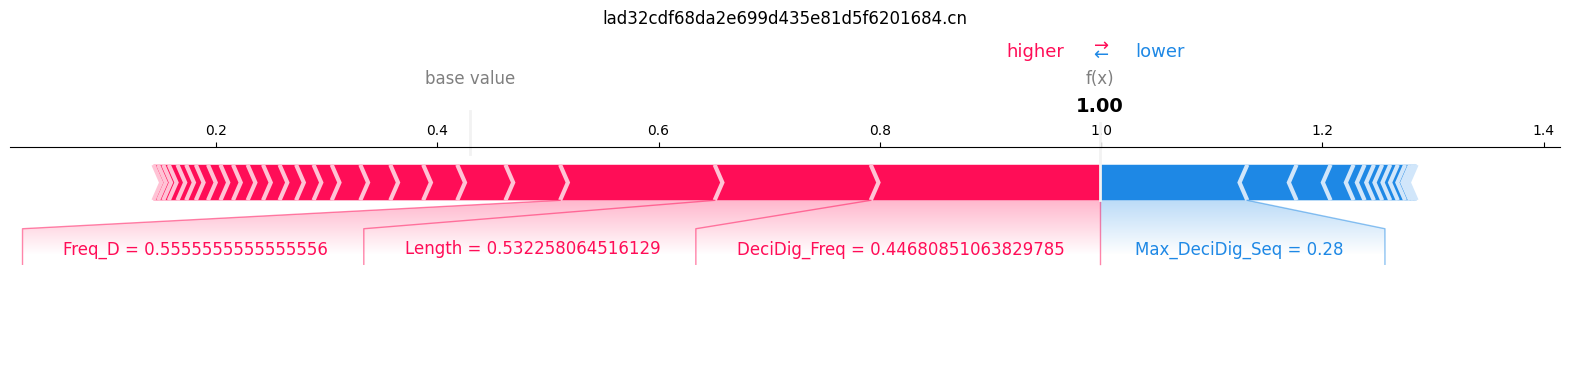 lad32cdf68da2e699d435e81d5f6201684.cn
higher ⇄ lower
base value f(x)
1.00
0.2 0.4 0.6 0.8 1.0 1.2 1.4
Freq_D = 0.5555555555555556 Length = 0.532258064516129 DeciDig_Freq = 0.44680851063829785 Max_DeciDig_Seq = 0.28